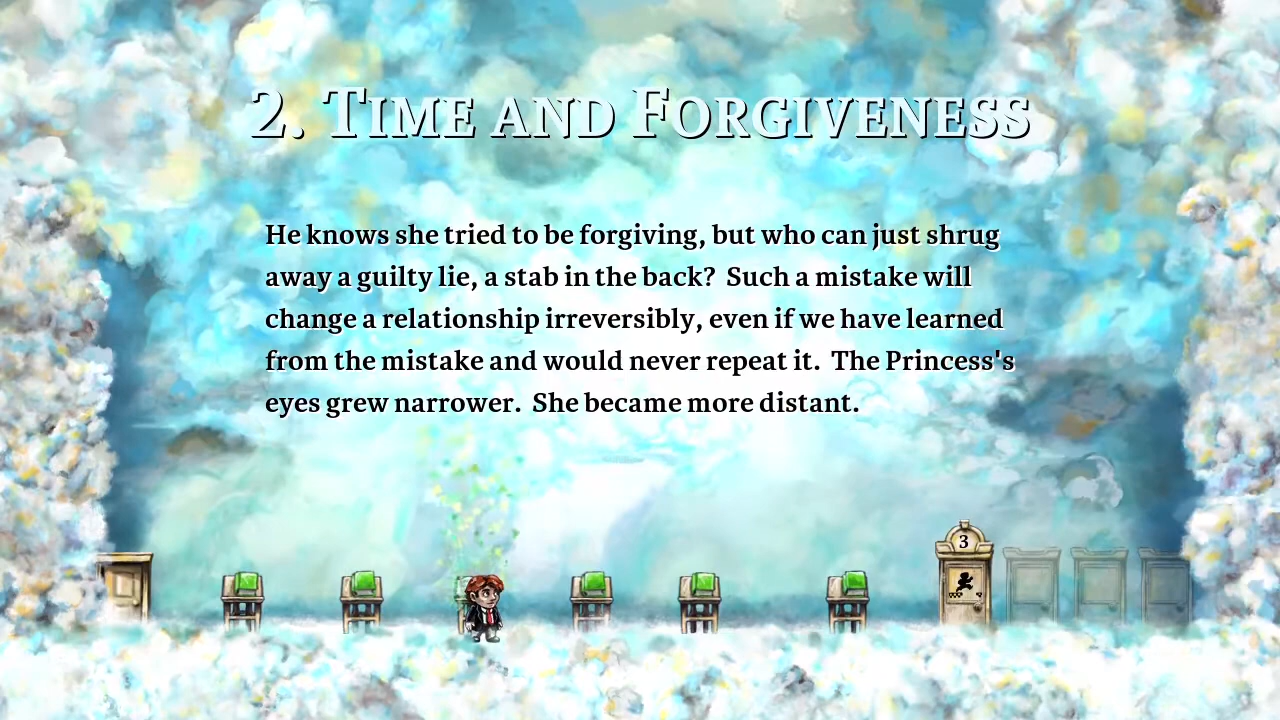 2. Time and Forgiveness
He knows she tried to be forgiving, but who can just shrug
away a guilty lie, a stab in the back?  Such a mistake will
change a relationship irreversibly, even if we have learned
from the mistake and would never repeat it.  The Princess's
eyes grew narrower.  She became more distant.
3